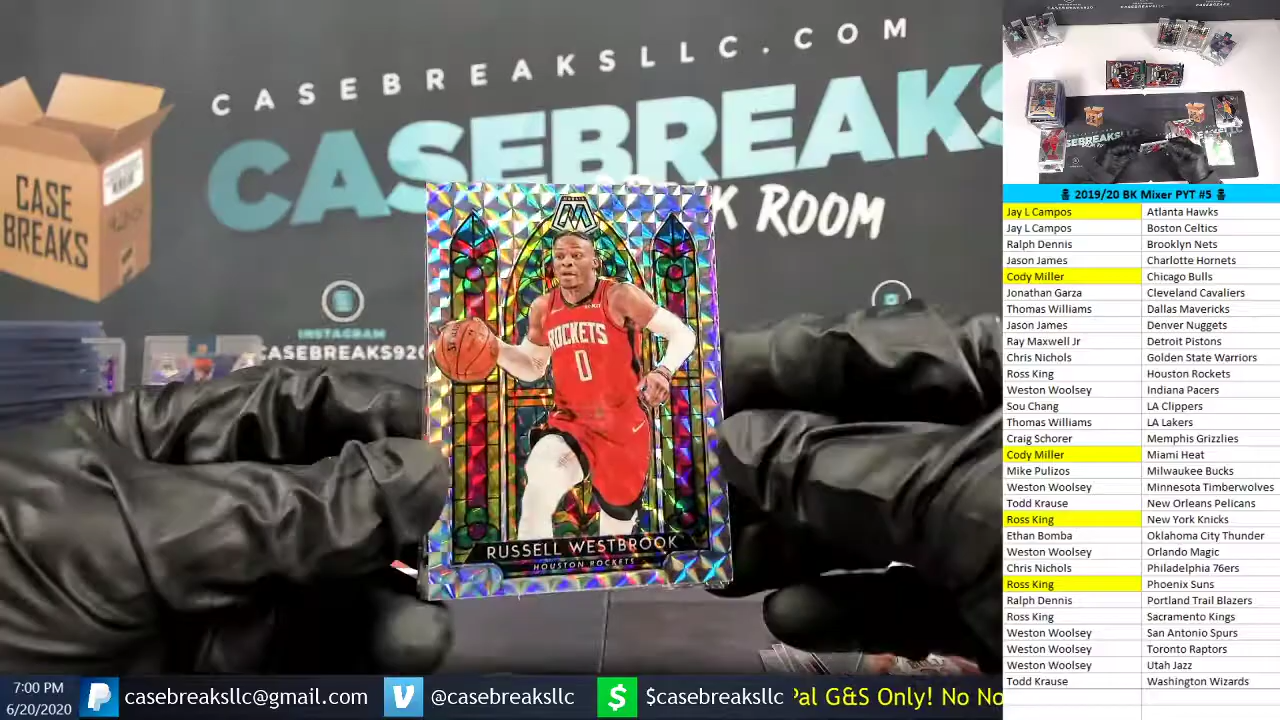 CASEBREAKSLLC.COM
CASEBREAKS
K ROOM
CASE
BREAKS
INSTAGRAM
CASEBREAKS920
MOSAIC
ROCKETS
0
RUSSELL WESTBROOK
HOUSTON ROCKETS
2019/20 BK Mixer PYT #5
Jay L Campos Atlanta Hawks
Jay L Campos Boston Celtics
Ralph Dennis Brooklyn Nets
Jason James Charlotte Hornets
Cody Miller Chicago Bulls
Jonathan Garza Cleveland Cavaliers
Thomas Williams Dallas Mavericks
Jason James Denver Nuggets
Ray Maxwell Jr Detroit Pistons
Chris Nichols Golden State Warriors
Ross King Houston Rockets
Weston Woolsey Indiana Pacers
Sou Chang LA Clippers
Thomas Williams LA Lakers
Craig Schorer Memphis Grizzlies
Cody Miller Miami Heat
Mike Pulizos Milwaukee Bucks
Weston Woolsey Minnesota Timberwolves
Todd Krause New Orleans Pelicans
Ross King New York Knicks
Ethan Bomba Oklahoma City Thunder
Weston Woolsey Orlando Magic
Chris Nichols Philadelphia 76ers
Ross King Phoenix Suns
Ralph Dennis Portland Trail Blazers
Ross King Sacramento Kings
Weston Woolsey San Antonio Spurs
Weston Woolsey Toronto Raptors
Weston Woolsey Utah Jazz
Todd Krause Washington Wizards
7:00 PM
6/20/2020
casebreaksllc@gmail.com
@casebreaksllc
$casebreaksllc
Pal G&S Only! No No